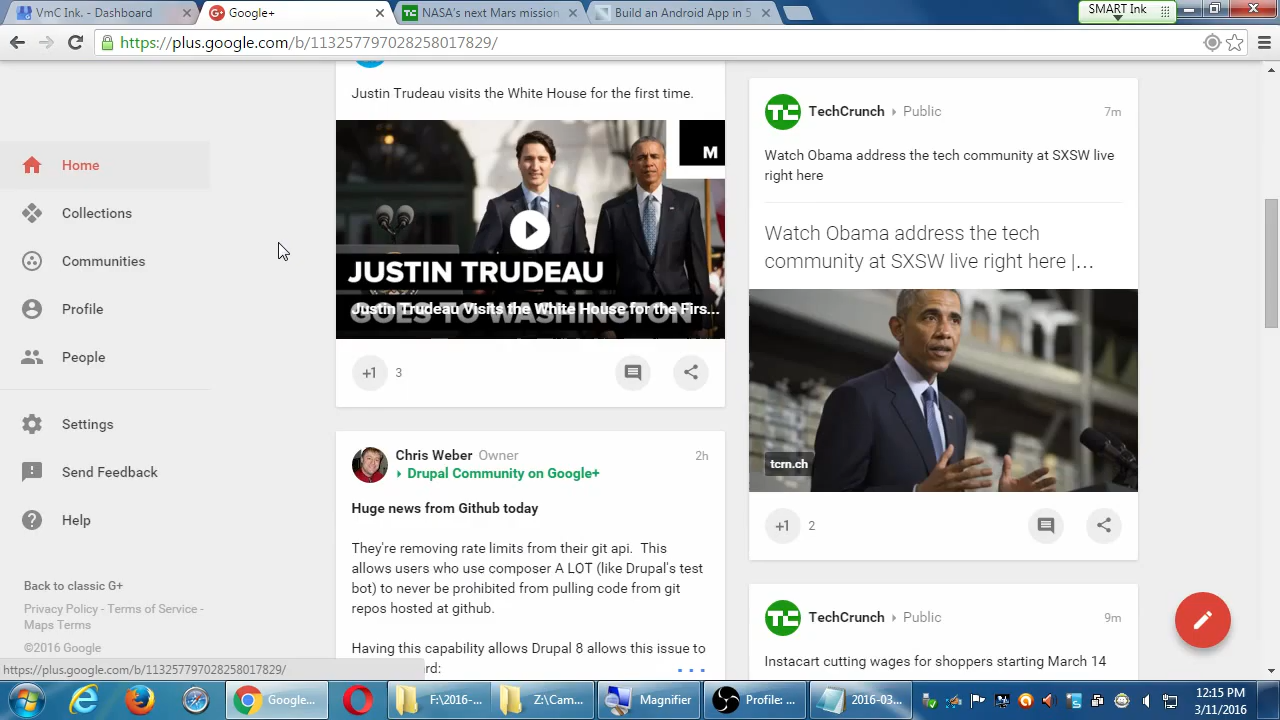 VmC Ink. - Dashboard
Google+
NASA's next Mars mission
Build an Android App in 5
SMART Ink
https://plus.google.com/b/113257797028258017829/
Home
Collections
Communities
Profile
People
Settings
Send Feedback
Help
Back to classic G+
Privacy Policy - Terms of Service -
Maps Terms
©2016 Google
https://plus.google.com/b/113257797028258017829/
Justin Trudeau visits the White House for the first time.
M
JUSTIN TRUDEAU
GOES TO WASHINGTON
Justin Trudeau Visits the White House for the Firs...
+1
3
Chris Weber Owner
Drupal Community on Google+
2h
Huge news from Github today
They're removing rate limits from their git api. This
allows users who use composer A LOT (like Drupal's test
bot) to never be prohibited from pulling code from git
repos hosted at github.
Having this capability allows Drupal 8 allows this issue to
rd:
TC
TechCrunch Public
7m
Watch Obama address the tech community at SXSW live
right here
Watch Obama address the tech
community at SXSW live right here |...
tcrn.ch
+1
2
TC
TechCrunch Public
9m
Instacart cutting wages for shoppers starting March 14
Google...
F:\2016-...
Z:\Cam...
Magnifier
Profile: ...
2016-03...
12:15 PM
3/11/2016